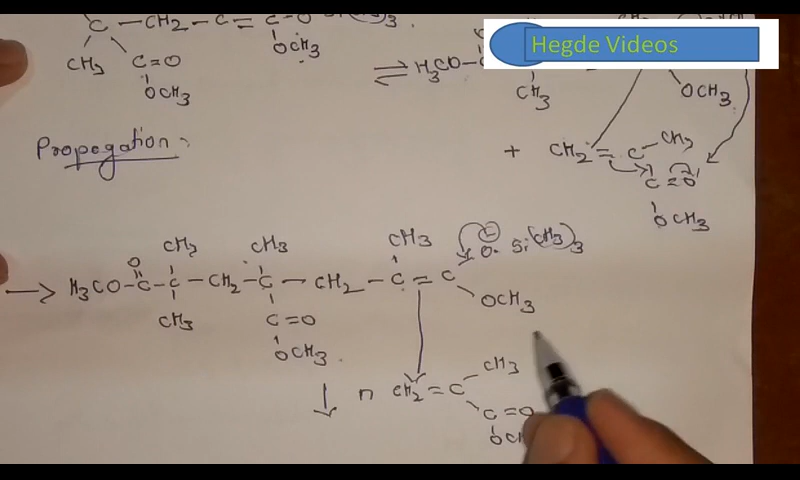 C — CH2 — C = C — O
Hegde Videos
CH3 C=O OCH3
OCH3
⇌ H3CO — C
CH3
OCH3
Propogation :-
+ CH2 = C — CH3
C = O
OCH3
CH3 CH3 CH3 O- Si(CH3)3
O
→ H3CO – C – C – CH2 – C – CH2 – C = C
CH3 C=O OCH3
OCH3
CH3
↓ n CH2 = C
C=O